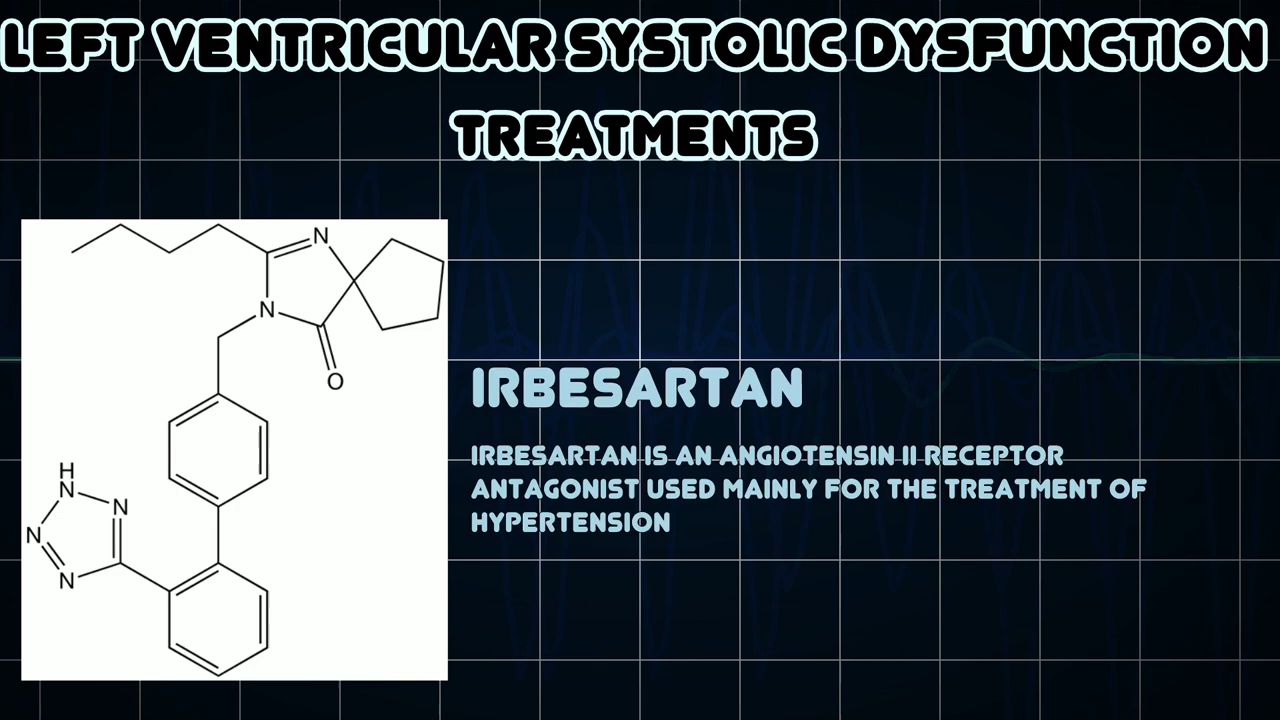 LEFT VENTRICULAR SYSTOLIC DYSFUNCTION
TREATMENTS
N
N
O
H
N
N
N
N
IRBESARTAN
IRBESARTAN IS AN ANGIOTENSIN II RECEPTOR
ANTAGONIST USED MAINLY FOR THE TREATMENT OF
HYPERTENSION